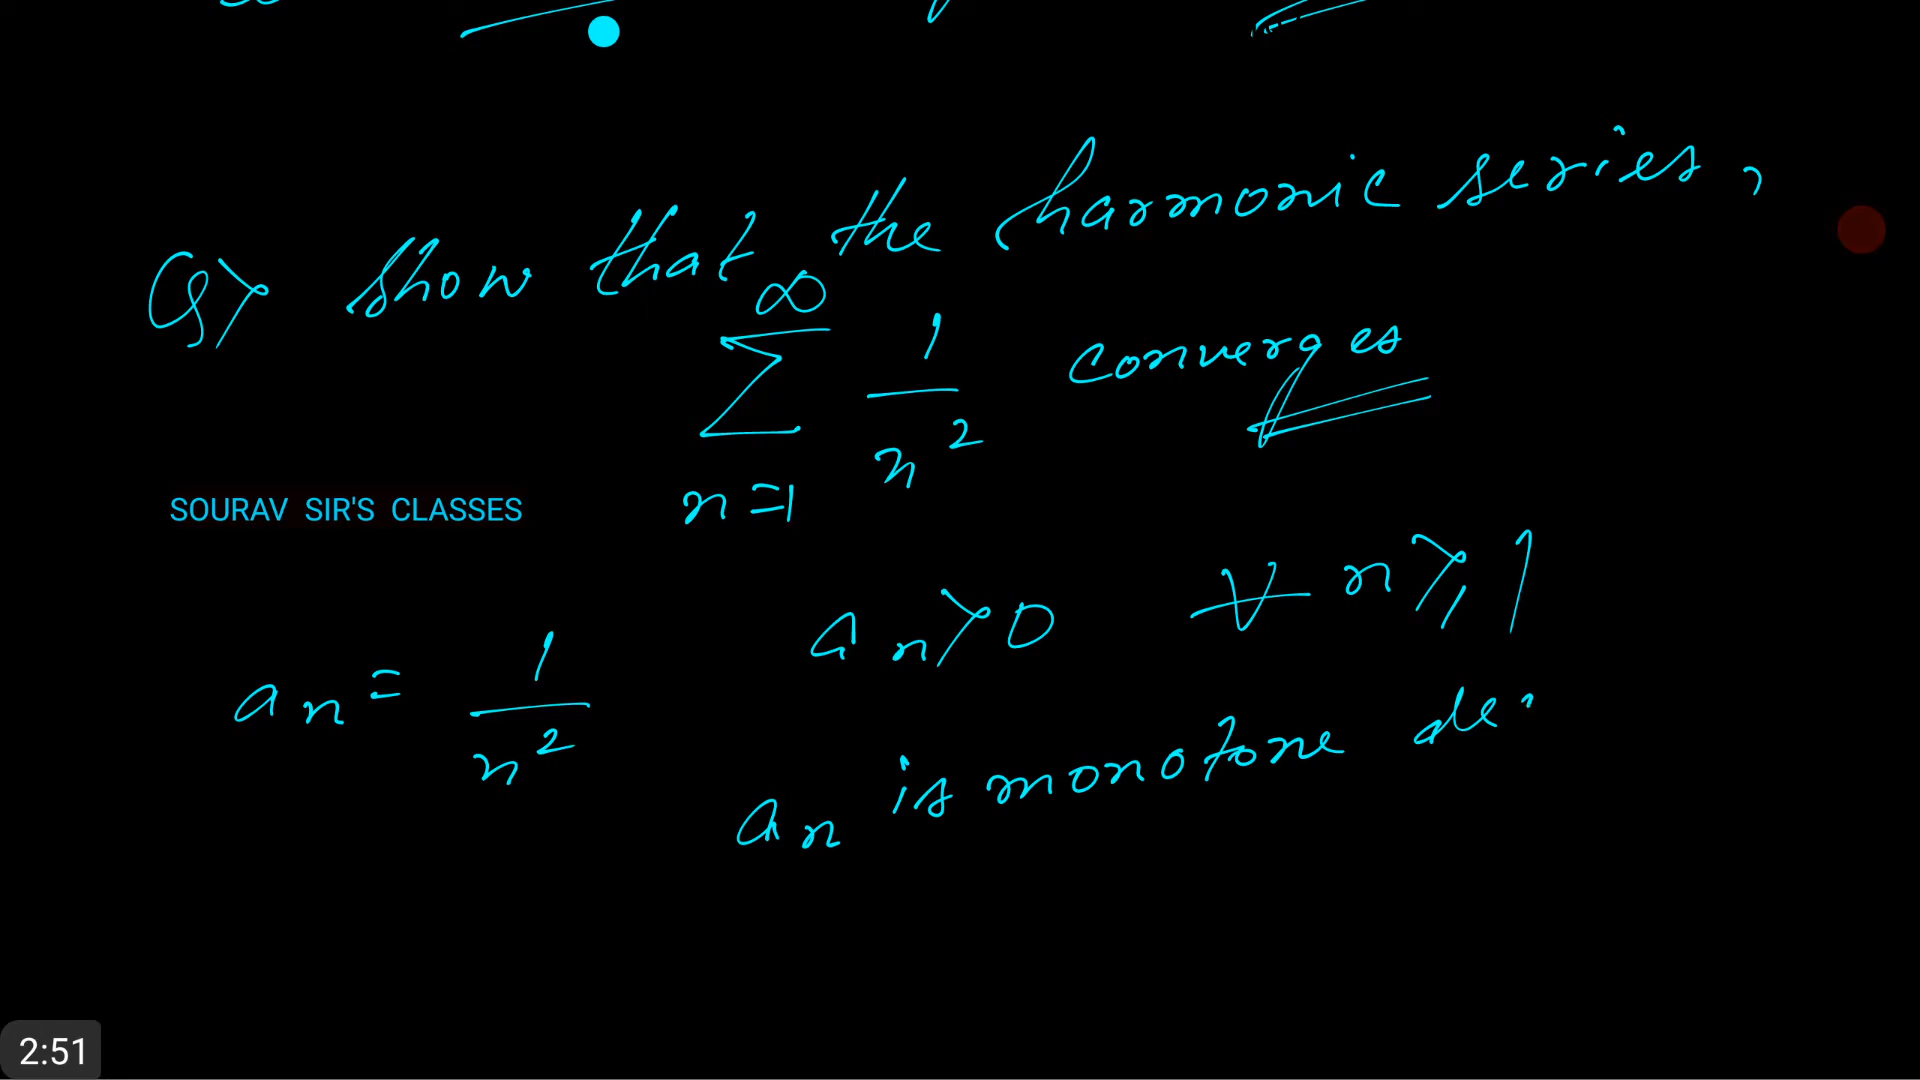 Q> Show that the harmonic series,
∞
∑ 1/n² converges
n=1
SOURAV SIR'S CLASSES
an = 1/n²
an > 0 ∀ n ≥ 1
an is monotone de
2:51